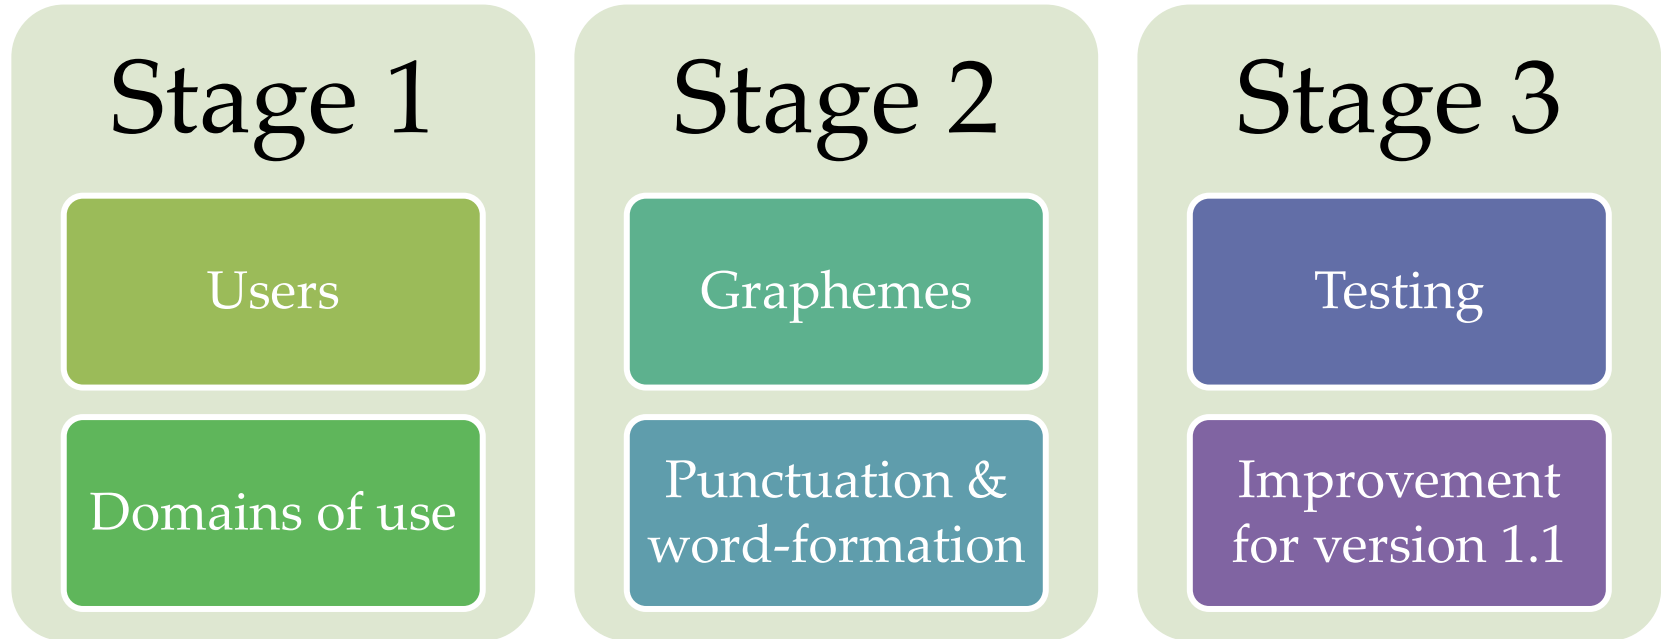 Stage 1
Users
Domains of use
Stage 2
Graphemes
Punctuation &
word-formation
Stage 3
Testing
Improvement
for version 1.1